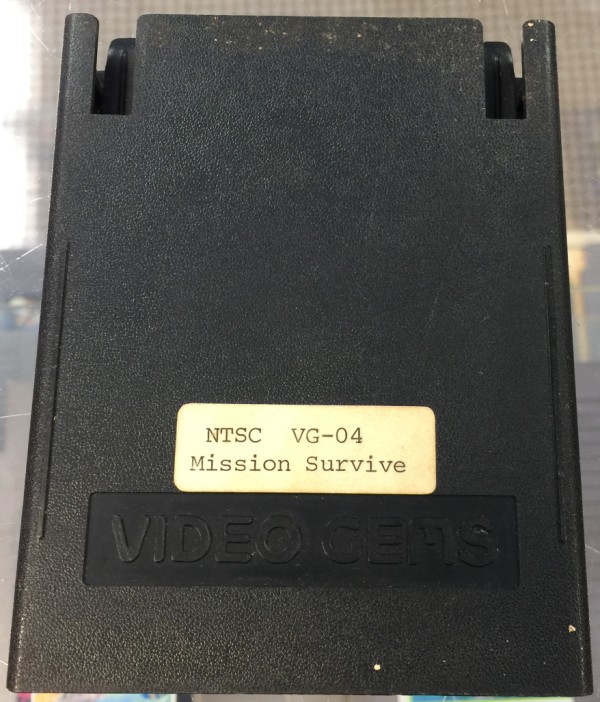 NTSC VG-04
Mission Survive
VIDEO GEMS